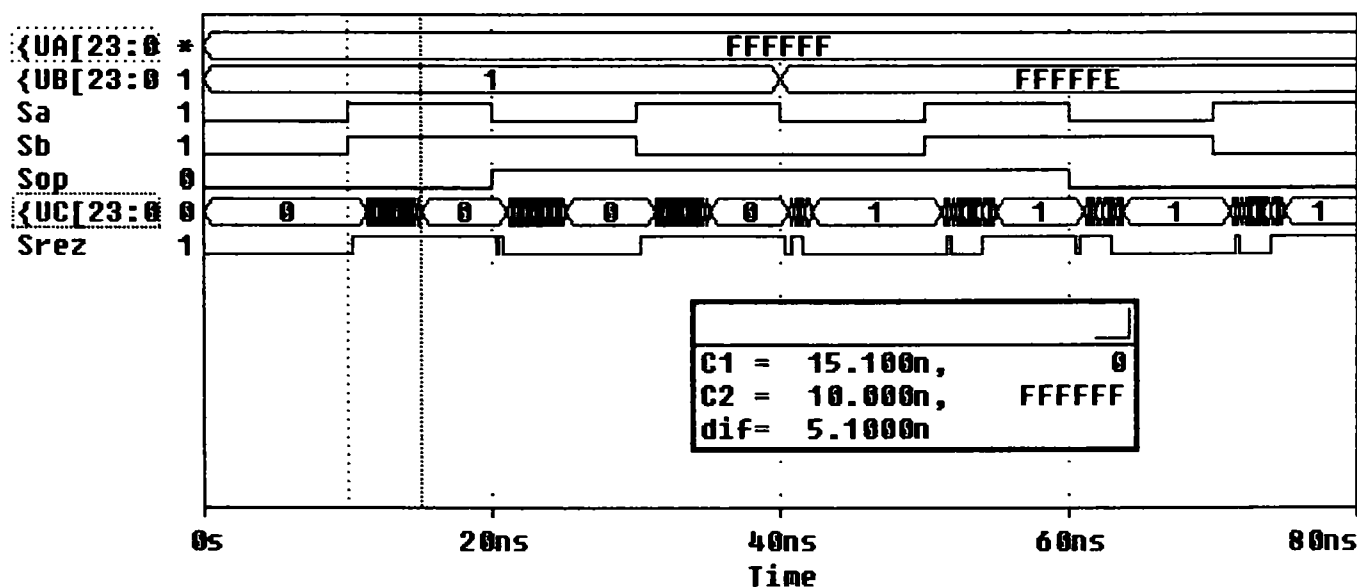 {UA[23:0 * FFFFFF
{UB[23:0 1 1 FFFFFE
Sa 1
Sb 1
Sop 0
{UC[23:0 0 0 0 0 0 1 1 1 1
Srez 1
C1 = 15.100n, 0
C2 = 10.000n, FFFFFF
dif= 5.1000n
0s 20ns 40ns 60ns 80ns
Time